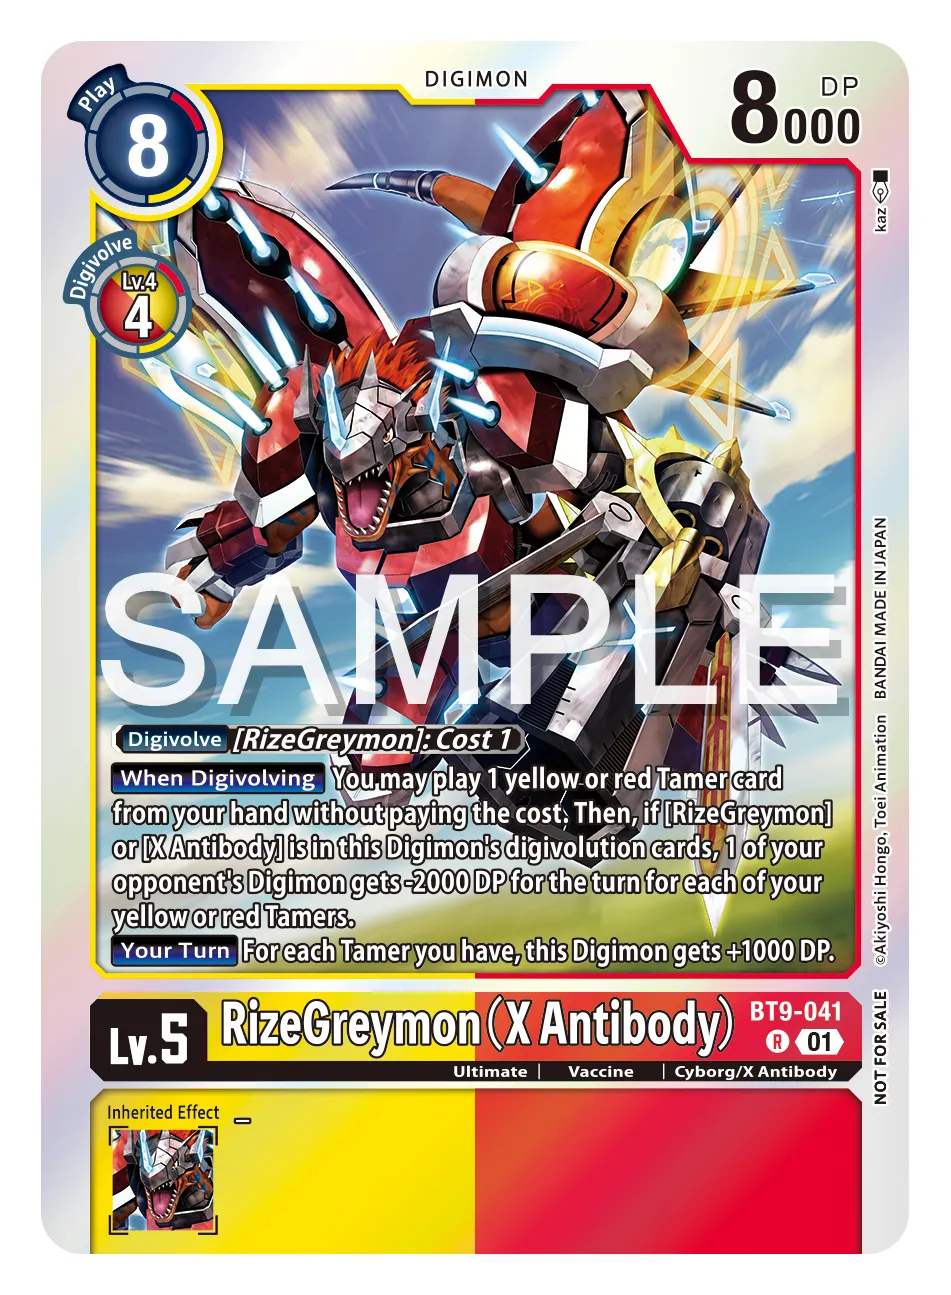 DIGIMON
Play
8
DP
8000
Digivolve
Lv.4
4
kaz
SAMPLE
Digivolve [RizeGreymon]: Cost 1
When Digivolving You may play 1 yellow or red Tamer card
from your hand without paying the cost. Then, if [RizeGreymon]
or [X Antibody] is in this Digimon's digivolution cards, 1 of your
opponent's Digimon gets -2000 DP for the turn for each of your
yellow or red Tamers.
Your Turn For each Tamer you have, this Digimon gets +1000 DP.
©Akiyoshi Hongo, Toei Animation BANDAI MADE IN JAPAN
NOT FOR SALE
Lv.5
RizeGreymon (X Antibody)
BT9-041
R 01
Ultimate | Vaccine | Cyborg/X Antibody
Inherited Effect –